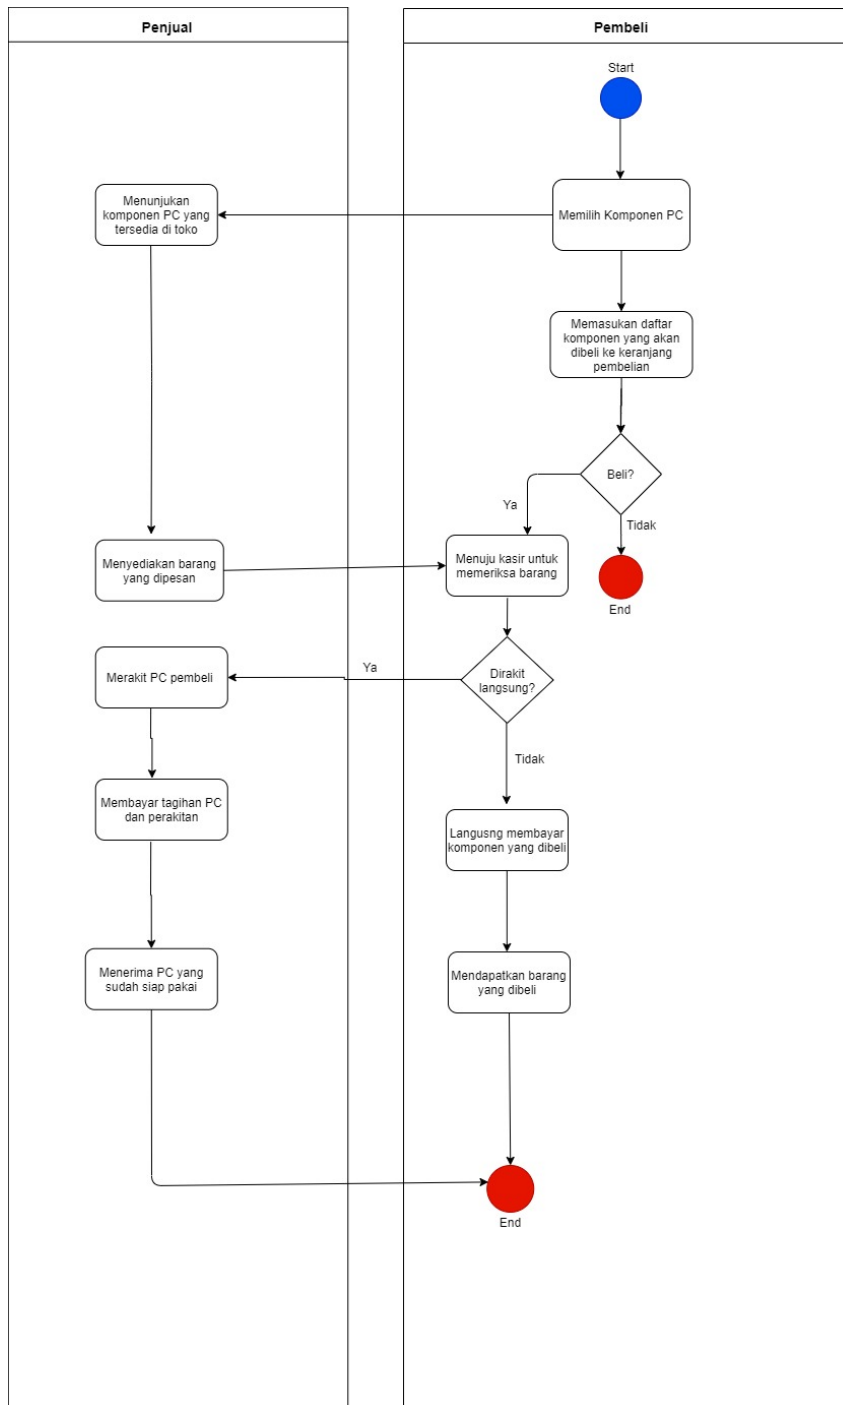 Penjual
Pembeli
Start
Memilih Komponen PC
Menunjukan
komponen PC yang
tersedia di toko
Memasukan daftar
komponen yang akan
dibeli ke keranjang
pembelian
Beli?
Ya
Tidak
End
Menyediakan barang
yang dipesan
Menuju kasir untuk
memeriksa barang
Dirakit
langsung?
Ya
Merakit PC pembeli
Tidak
Membayar tagihan PC
dan perakitan
Langusng membayar
komponen yang dibeli
Menerima PC yang
sudah siap pakai
Mendapatkan barang
yang dibeli
End